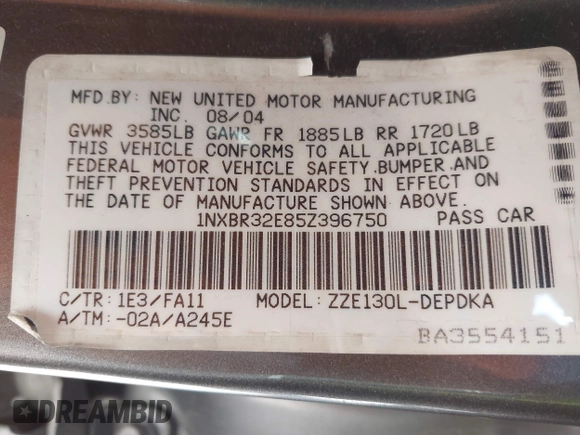 MFD.BY: NEW UNITED MOTOR MANUFACTURING
INC. 08/04
GVWR 3585LB GAWR FR 1885LB RR 1720LB
THIS VEHICLE CONFORMS TO ALL APPLICABLE
FEDERAL MOTOR VEHICLE SAFETY.BUMPER.AND
THEFT PREVENTION STANDARDS IN EFFECT ON
THE DATE OF MANUFACTURE SHOWN ABOVE.
1NXBR32E85Z396750 PASS CAR
C/TR: 1E3/FA11 MODEL: ZZE130L-DEPDKA
A/TM: -02A/A245E
BA3554151
DREAMBID